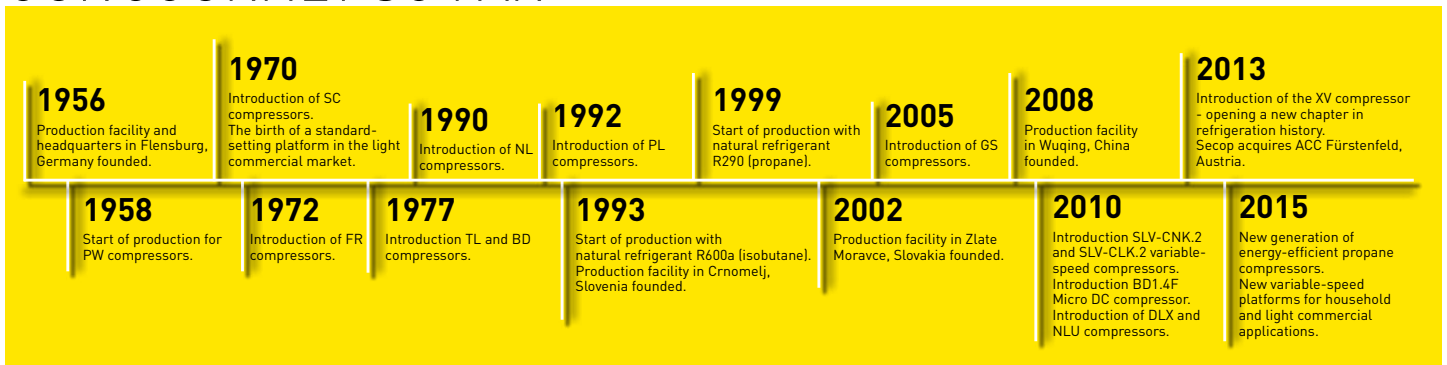 1956
Production facility and
headquarters in Flensburg,
Germany founded.
1958
Start of production for
PW compressors.
1970
Introduction of SC
compressors.
The birth of a standard-
setting platform in the light
commercial market.
1972
Introduction of FR
compressors.
1977
Introduction TL and BD
compressors.
1990
Introduction of NL
compressors.
1992
Introduction of PL
compressors.
1993
Start of production with
natural refrigerant R600a (isobutane).
Production facility in Crnomelj,
Slovenia founded.
1999
Start of production with
natural refrigerant
R290 (propane).
2002
Production facility in Zlate
Moravce, Slovakia founded.
2005
Introduction of GS
compressors.
2008
Production facility
in Wuqing, China
founded.
2010
Introduction SLV-CNK.2
and SLV-CLK.2 variable-
speed compressors.
Introduction BD1.4F
Micro DC compressor.
Introduction of DLX and
NLU compressors.
2013
Introduction of the XV compressor
- opening a new chapter in
refrigeration history.
Secop acquires ACC Fürstenfeld,
Austria.
2015
New generation of
energy-efficient propane
compressors.
New variable-speed
platforms for household
and light commercial
applications.